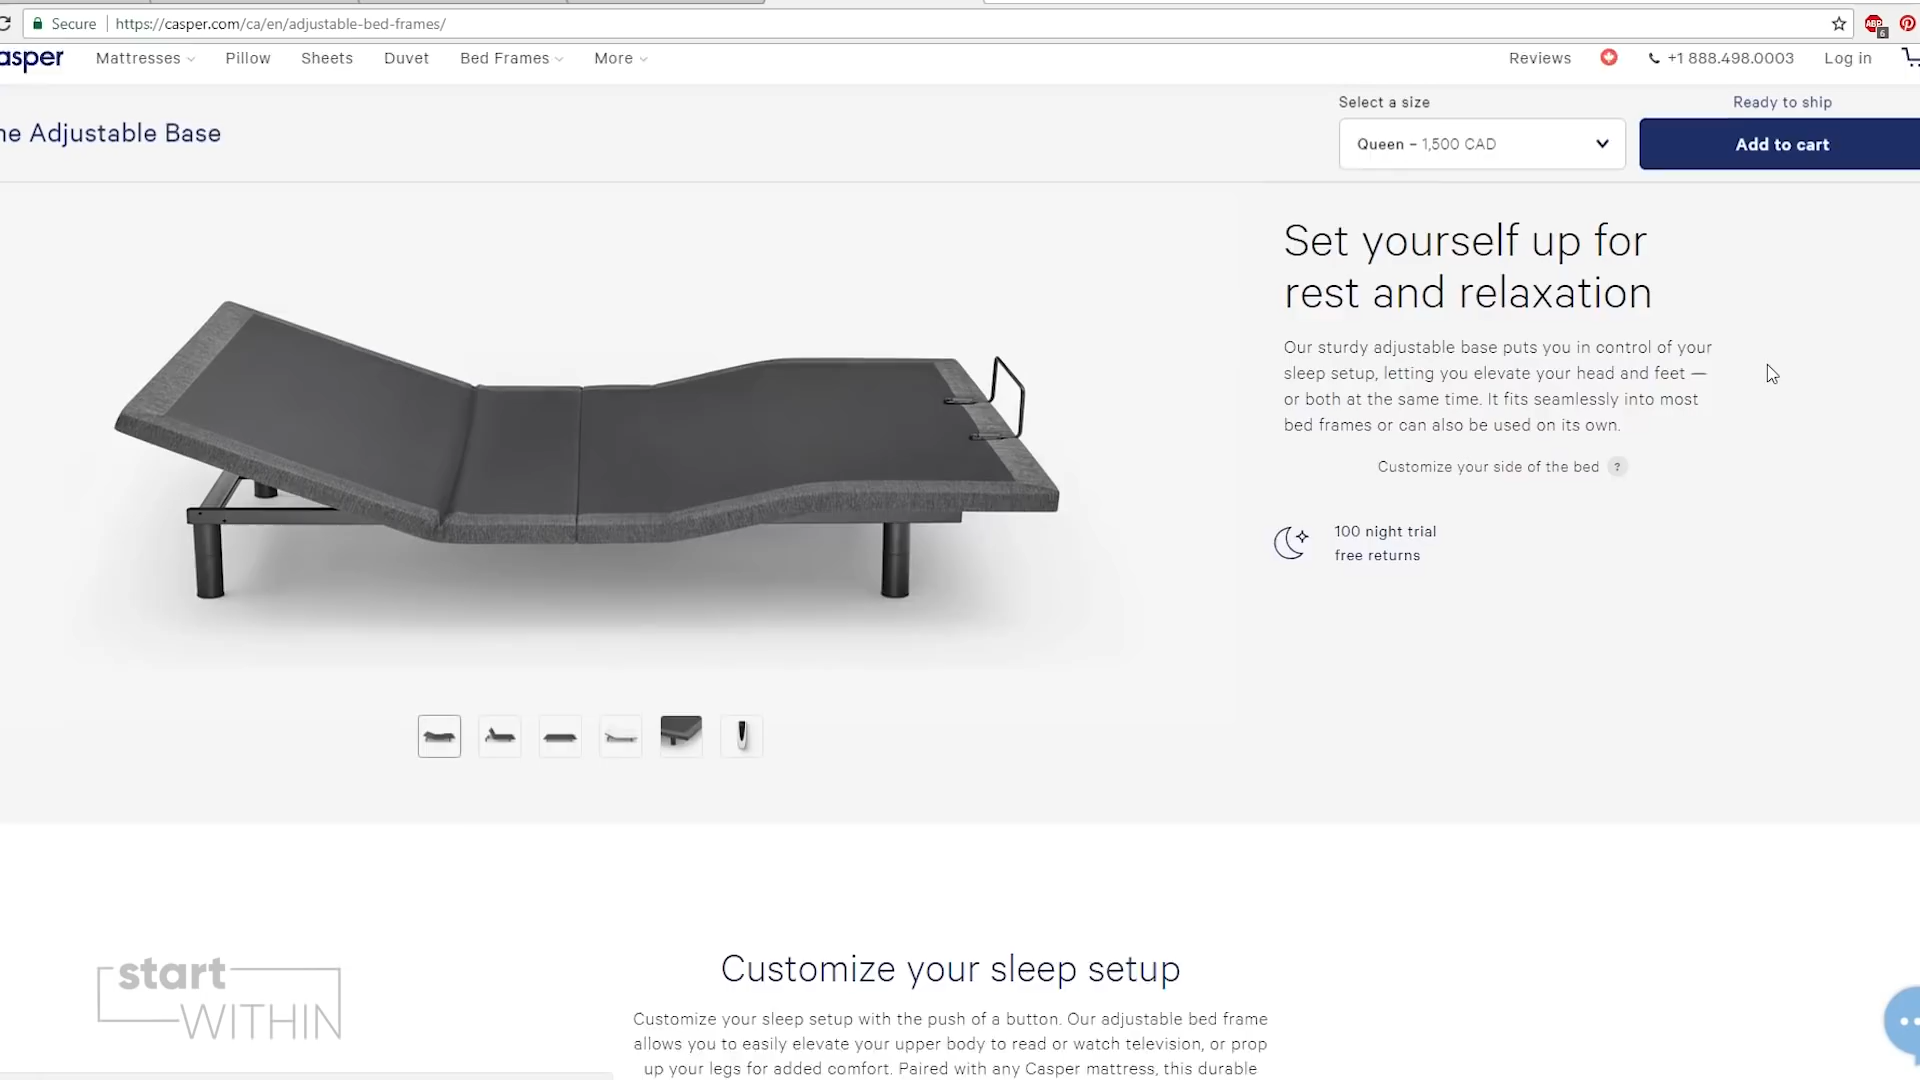 Secure
https://casper.com/ca/en/adjustable-bed-frames/
ABP
6
asper
Mattresses
Pillow
Sheets
Duvet
Bed Frames
More
Reviews
+1 888.498.0003
Log in
ne Adjustable Base
Select a size
Ready to ship
Queen – 1,500 CAD
Add to cart
Set yourself up for
rest and relaxation
Our sturdy adjustable base puts you in control of your
sleep setup, letting you elevate your head and feet —
or both at the same time. It fits seamlessly into most
bed frames or can also be used on its own.
Customize your side of the bed ?
100 night trial
free returns
Customize your sleep setup
Customize your sleep setup with the push of a button. Our adjustable bed frame
allows you to easily elevate your upper body to read or watch television, or prop
up your legs for added comfort. Paired with any Casper mattress, this durable
start
WITHIN